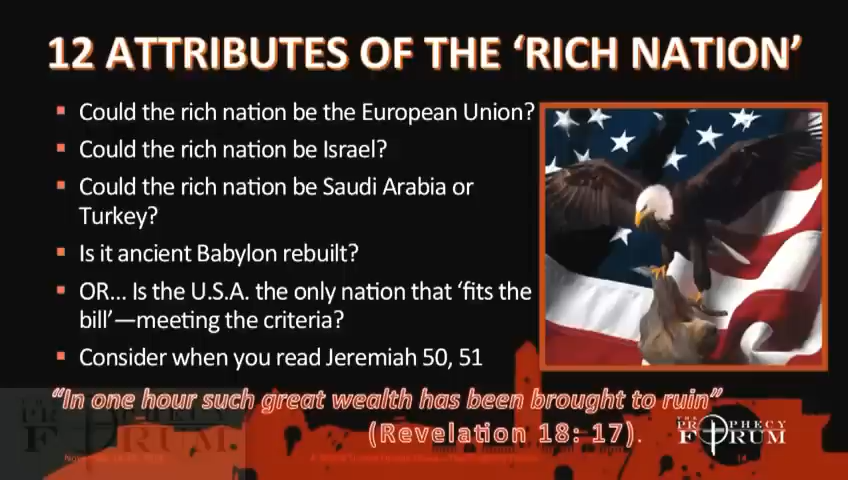 12 ATTRIBUTES OF THE ‘RICH NATION’
▪ Could the rich nation be the European Union?
▪ Could the rich nation be Israel?
▪ Could the rich nation be Saudi Arabia or
Turkey?
▪ Is it ancient Babylon rebuilt?
▪ OR... Is the U.S.A. the only nation that ‘fits the
bill’—meeting the criteria?
▪ Consider when you read Jeremiah 50, 51
“In one hour such great wealth has been brought to ruin”
(Revelation 18: 17).
THE PROPHECY
FORUM
THE PROPHECY
FORUM
14